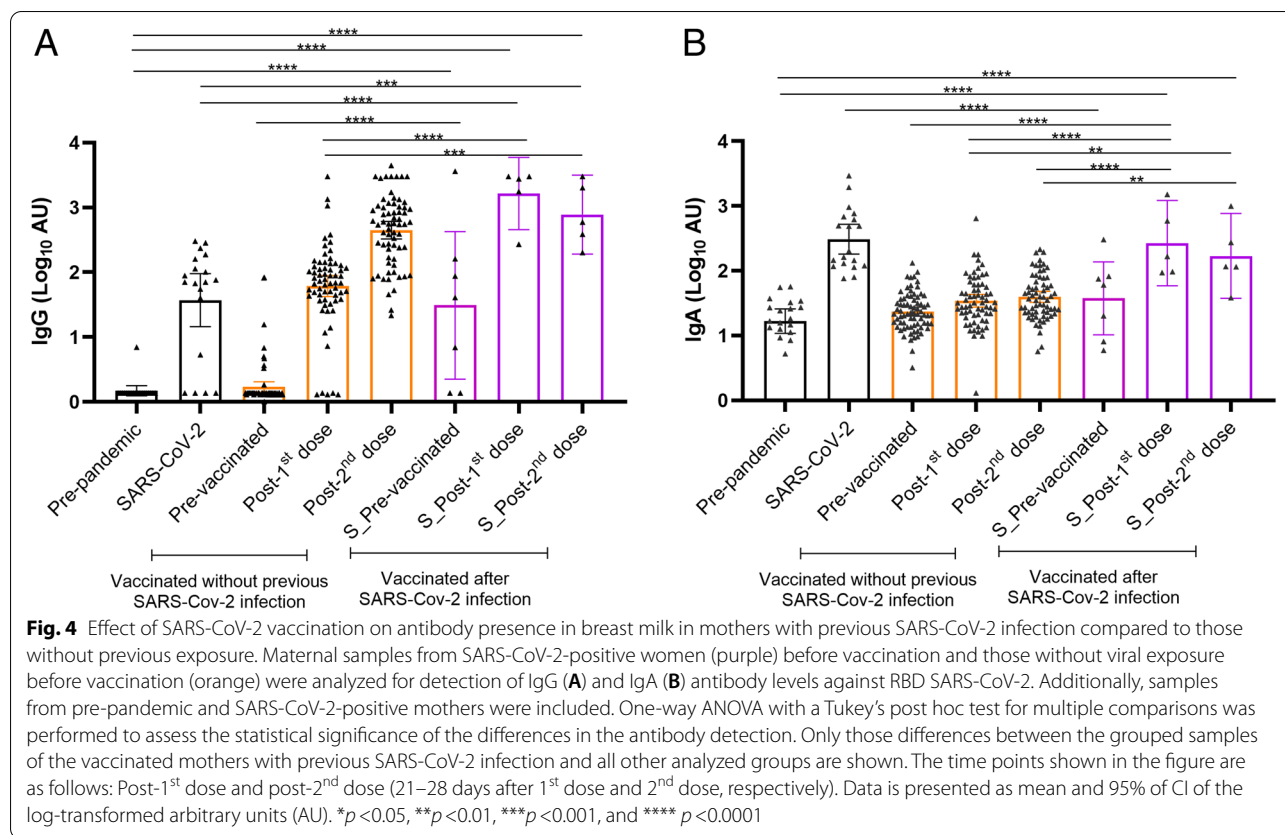 A
****
****
****
***
****
****
****
***
IgG (Log10 AU)
4
3
2
1
0
Pre-pandemic
SARS-CoV-2
Pre-vaccinated
Post-1st dose
Post-2nd dose
S_Pre-vaccinated
S_Post-1st dose
S_Post-2nd dose
Vaccinated without previous
SARS-Cov-2 infection
Vaccinated after
SARS-Cov-2 infection
B
****
****
****
****
****
**
****
**
IgA (Log10 AU)
4
3
2
1
0
Pre-pandemic
SARS-CoV-2
Pre-vaccinated
Post-1st dose
Post-2nd dose
S_Pre-vaccinated
S_Post-1st dose
S_Post-2nd dose
Vaccinated without previous
SARS-Cov-2 infection
Vaccinated after
SARS-Cov-2 infection
Fig. 4 Effect of SARS-CoV-2 vaccination on antibody presence in breast milk in mothers with previous SARS-CoV-2 infection compared to those
without previous exposure. Maternal samples from SARS-CoV-2-positive women (purple) before vaccination and those without viral exposure
before vaccination (orange) were analyzed for detection of IgG (A) and IgA (B) antibody levels against RBD SARS-CoV-2. Additionally, samples
from pre-pandemic and SARS-CoV-2-positive mothers were included. One-way ANOVA with a Tukey's post hoc test for multiple comparisons was
performed to assess the statistical significance of the differences in the antibody detection. Only those differences between the grouped samples
of the vaccinated mothers with previous SARS-CoV-2 infection and all other analyzed groups are shown. The time points shown in the figure are
as follows: Post-1st dose and post-2nd dose (21–28 days after 1st dose and 2nd dose, respectively). Data is presented as mean and 95% of CI of the
log-transformed arbitrary units (AU). *p <0.05, **p <0.01, ***p <0.001, and **** p <0.0001